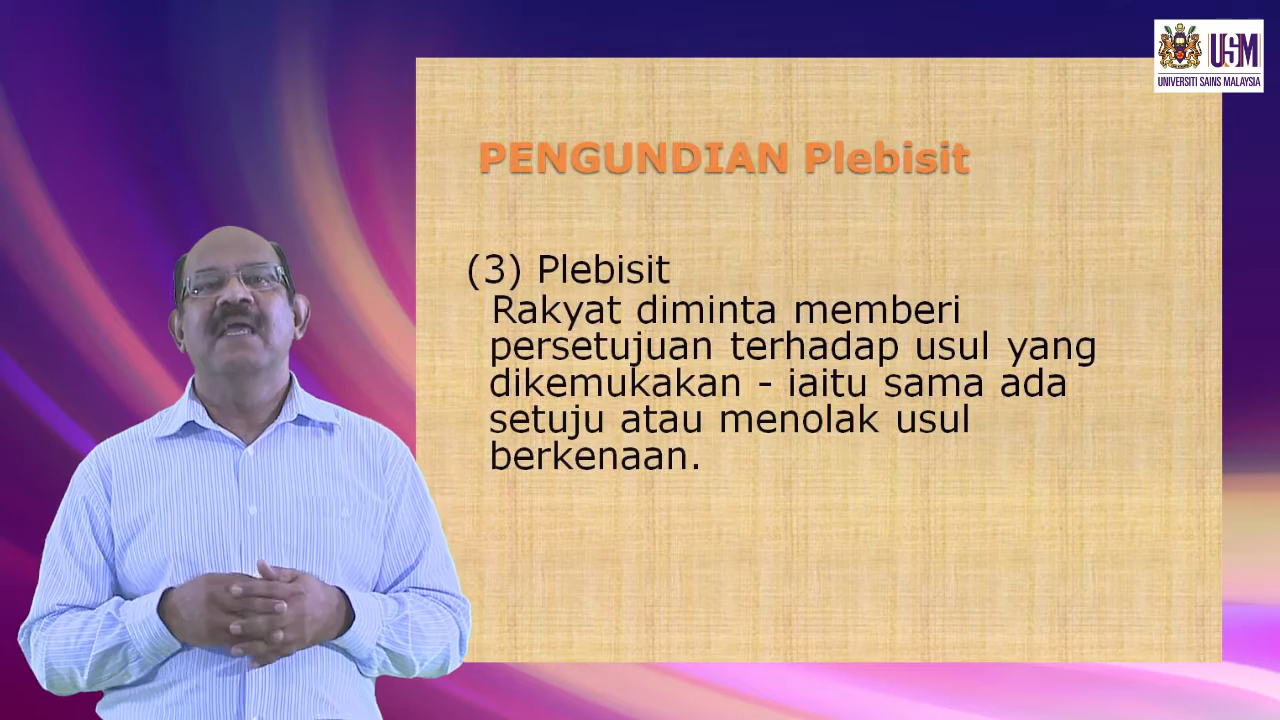 USM
UNIVERSITI SAINS MALAYSIA
PENGUNDIAN Plebisit
(3) Plebisit
Rakyat diminta memberi
persetujuan terhadap usul yang
dikemukakan - iaitu sama ada
setuju atau menolak usul
berkenaan.